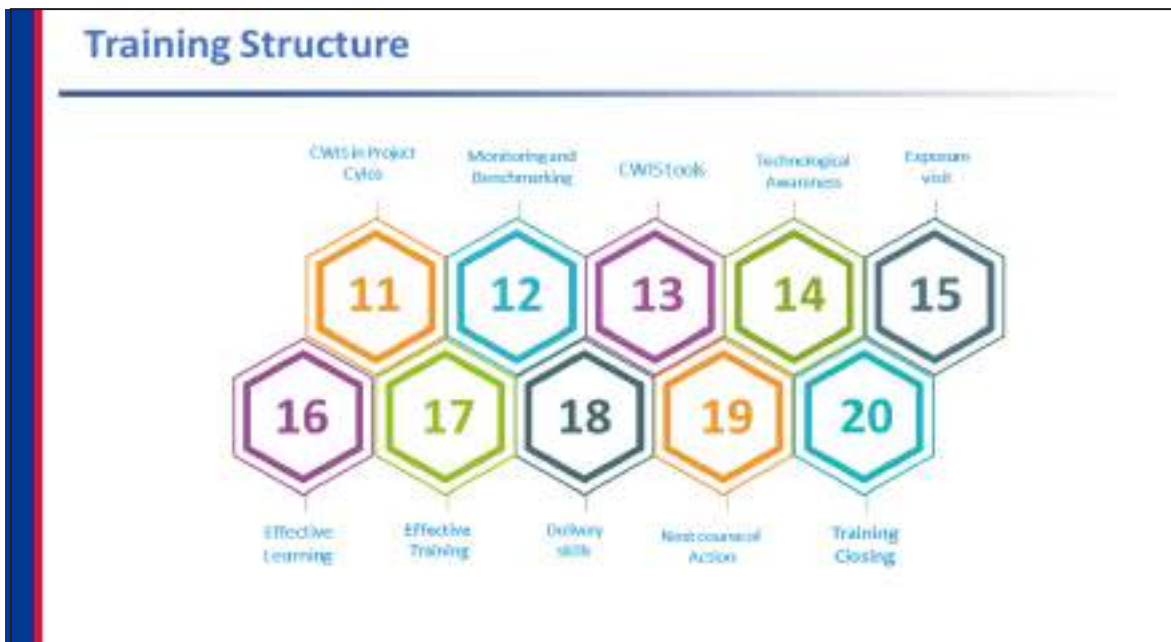 Training Structure
CWIS in Project
Cylce
Monitoring and
Benchmarking
CWIS tools
Technological
Awareness
Exposure
visit
11
12
13
14
15
16
17
18
19
20
Effective
Learning
Effective
Training
Delivery
skills
Next course of
Action
Training
Closing